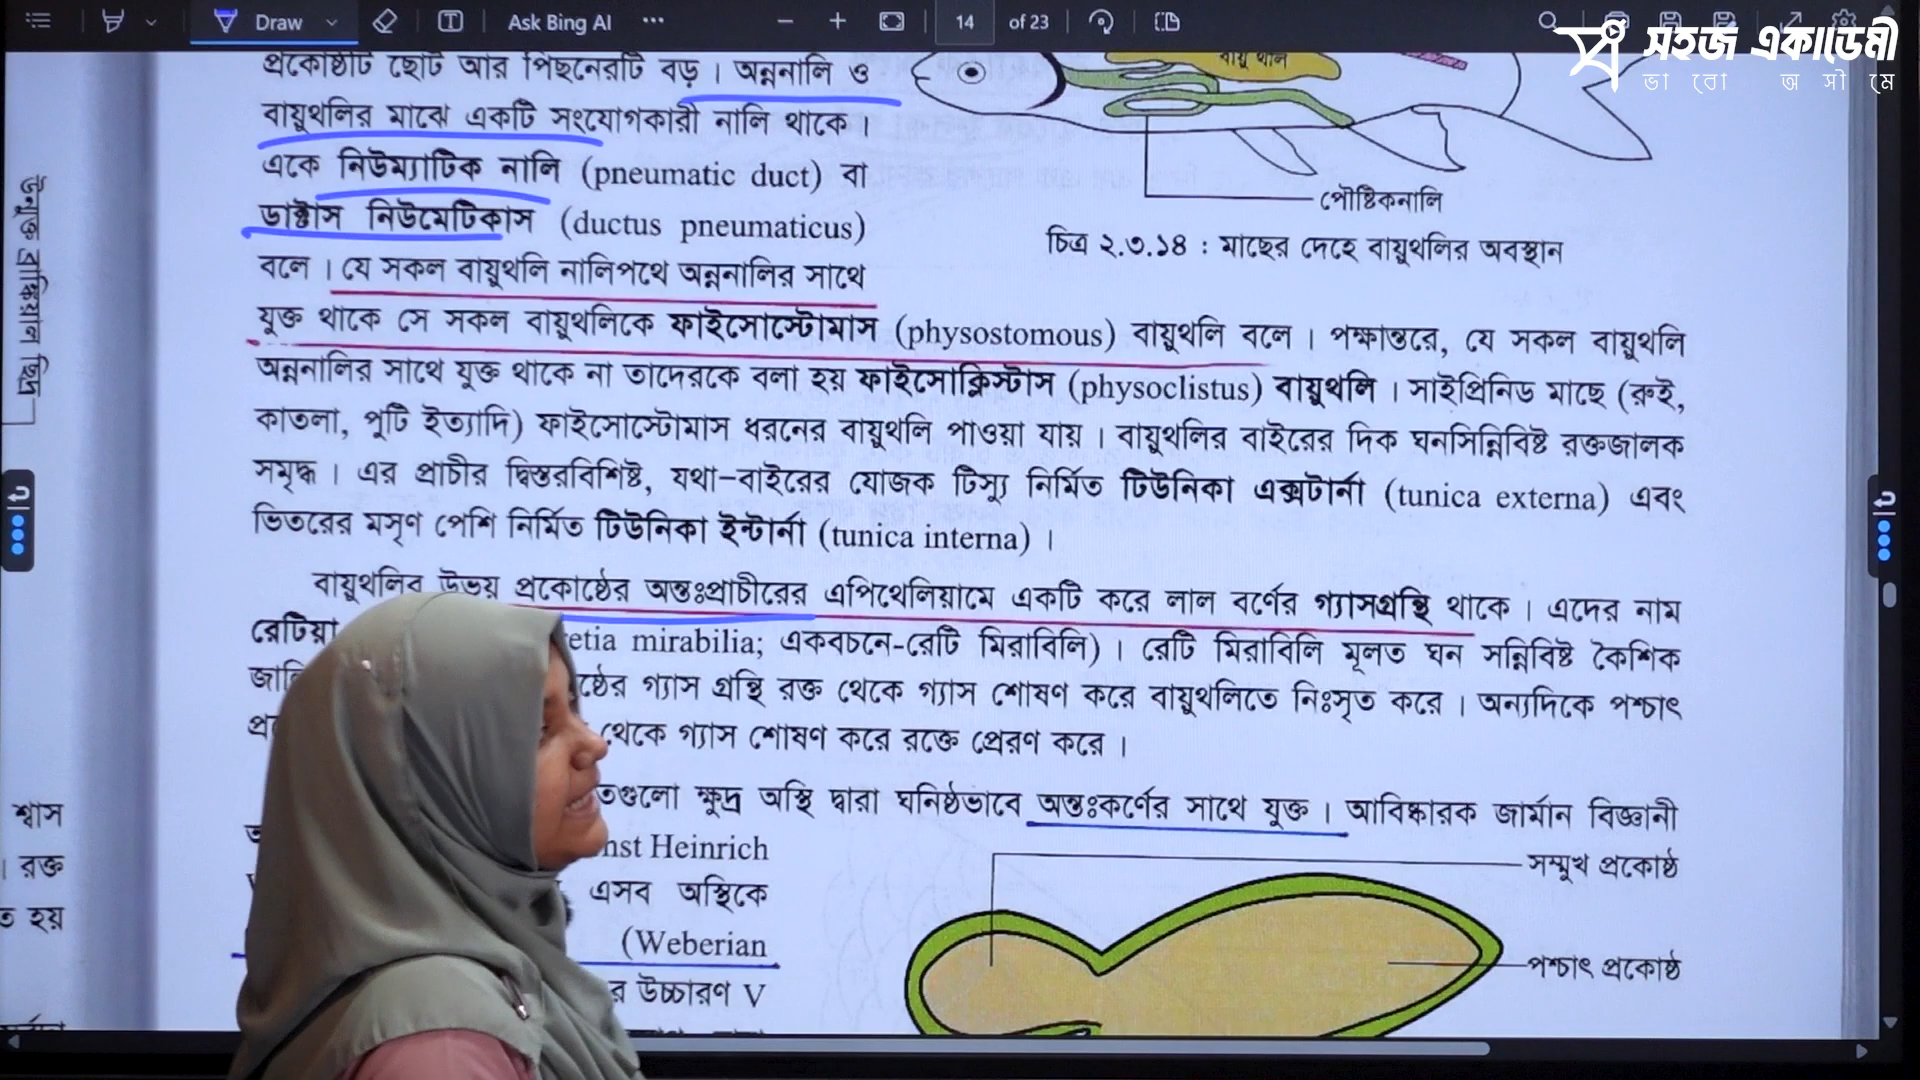 Draw
Ask Bing AI
14 of 23
সহজ একাডেমী
ভাবো অসীমে
প্রকোষ্ঠটি ছোট আর পিছনেরটি বড়। অন্ননালি ও
বায়ুথলির মাঝে একটি সংযোগকারী নালি থাকে।
একে নিউম্যাটিক নালি (pneumatic duct) বা
ডাক্টাস নিউমেটিকাস (ductus pneumaticus)
বলে। যে সকল বায়ুথলি নালিপথে অন্ননালির সাথে
বায়ু থলি
পৌষ্টিকনালি
চিত্র ২.৩.১৪ : মাছের দেহে বায়ুথলির অবস্থান
যুক্ত থাকে সে সকল বায়ুথলিকে ফাইসোস্টোমাস (physostomous) বায়ুথলি বলে। পক্ষান্তরে, যে সকল বায়ুথলি
অন্ননালির সাথে যুক্ত থাকে না তাদেরকে বলা হয় ফাইসোক্লিস্টাস (physoclistus) বায়ুথলি। সাইপ্রিনিড মাছে (রুই,
কাতলা, পুটি ইত্যাদি) ফাইসোস্টোমাস ধরনের বায়ুথলি পাওয়া যায়। বায়ুথলির বাইরের দিক ঘনসন্নিবিষ্ট রক্তজালক
সমৃদ্ধ। এর প্রাচীর দ্বিস্তরবিশিষ্ট, যথা–বাইরের যোজক টিস্যু নির্মিত টিউনিকা এক্সটার্না (tunica externa) এবং
ভিতরের মসৃণ পেশি নির্মিত টিউনিকা ইন্টার্না (tunica interna)।
বায়ুথলির উভয় প্রকোষ্ঠের অন্তঃপ্রাচীরের এপিথেলিয়ামে একটি করে লাল বর্ণের গ্যাসগ্রন্থি থাকে। এদের নাম
রেটিয়া etia mirabilia; একবচনে-রেটি মিরাবিলি)। রেটি মিরাবিলি মূলত ঘন সন্নিবিষ্ট কৈশিক
জালি ষ্ঠের গ্যাস গ্রন্থি রক্ত থেকে গ্যাস শোষণ করে বায়ুথলিতে নিঃসৃত করে। অন্যদিকে পশ্চাৎ
প্র থেকে গ্যাস শোষণ করে রক্তে প্রেরণ করে।
তগুলো ক্ষুদ্র অস্থি দ্বারা ঘনিষ্ঠভাবে অন্তঃকর্ণের সাথে যুক্ত। আবিষ্কারক জার্মান বিজ্ঞানী
nst Heinrich
এসব অস্থিকে
(Weberian
র উচ্চারণ V
সম্মুখ প্রকোষ্ঠ
পশ্চাৎ প্রকোষ্ঠ
উন্মুক্ত ব্রাঙ্কিয়াল ছিদ্র
শ্বাস
। রক্ত
ত হয়